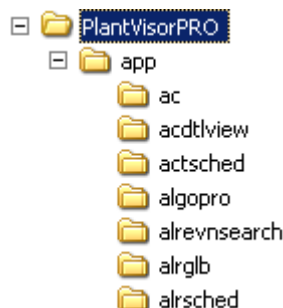 PlantVisorPRO
app
ac
acdtlview
actsched
algopro
alrevnsearch
alrglb
alrsched